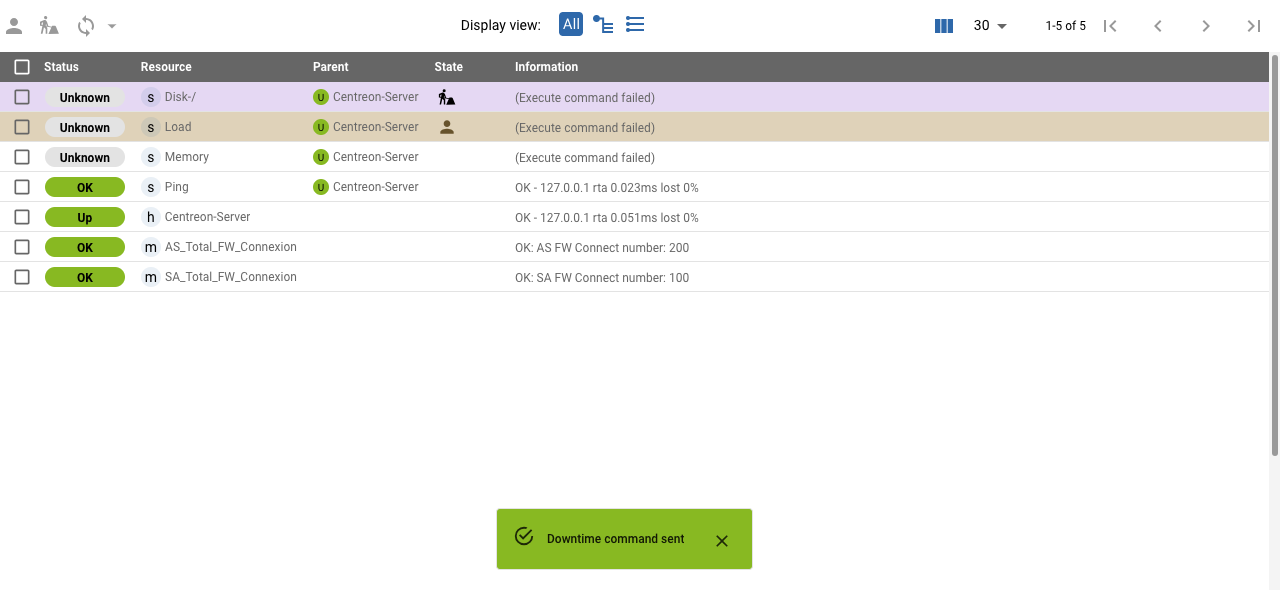 Display view: All 30 1-5 of 5
Status Resource Parent State Information
Unknown s Disk-/ U Centreon-Server (Execute command failed)
Unknown s Load U Centreon-Server (Execute command failed)
Unknown s Memory U Centreon-Server (Execute command failed)
OK s Ping U Centreon-Server OK - 127.0.0.1 rta 0.023ms lost 0%
Up h Centreon-Server OK - 127.0.0.1 rta 0.051ms lost 0%
OK m AS_Total_FW_Connexion OK: AS FW Connect number: 200
OK m SA_Total_FW_Connexion OK: SA FW Connect number: 100
Downtime command sent